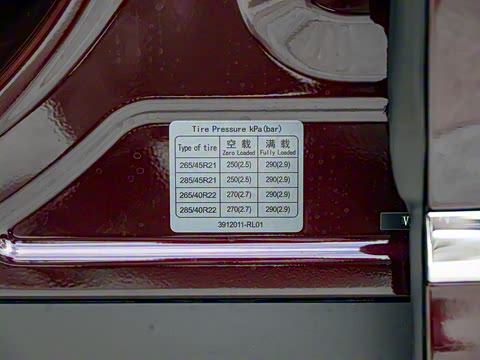 Tire Pressure kPa(bar)
Type of tire 空 载 满 载
Zero Loaded Fully Loaded
265/45R21 250(2.5) 290(2.9)
285/45R21 250(2.5) 290(2.9)
265/40R22 270(2.7) 290(2.9)
285/40R22 270(2.7) 290(2.9)
3912011-RL01
V